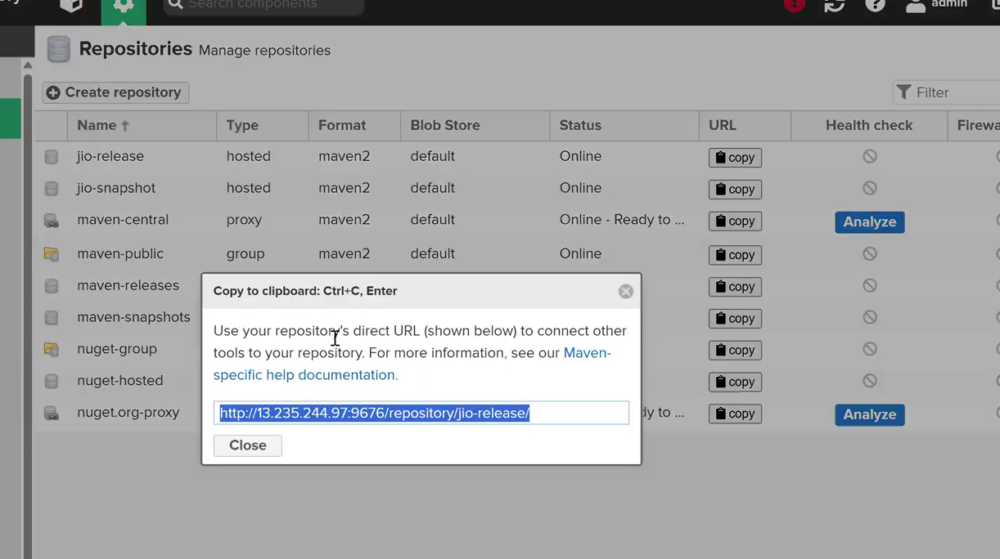 Search components
admin
Repositories Manage repositories
Create repository
Filter
Name Type Format Blob Store Status URL Health check
jio-release hosted maven2 default Online copy
jio-snapshot hosted maven2 default Online copy
maven-central proxy maven2 default Online - Ready to ... copy Analyze
maven-public group maven2 default Online copy
maven-releases copy
maven-snapshots copy
nuget-group copy
nuget-hosted copy
nuget.org-proxy dy to ... copy Analyze
Copy to clipboard: Ctrl+C, Enter
Use your repository's direct URL (shown below) to connect other
tools to your repository. For more information, see our Maven-
specific help documentation.
http://13.235.244.97:9676/repository/jio-release/
Close